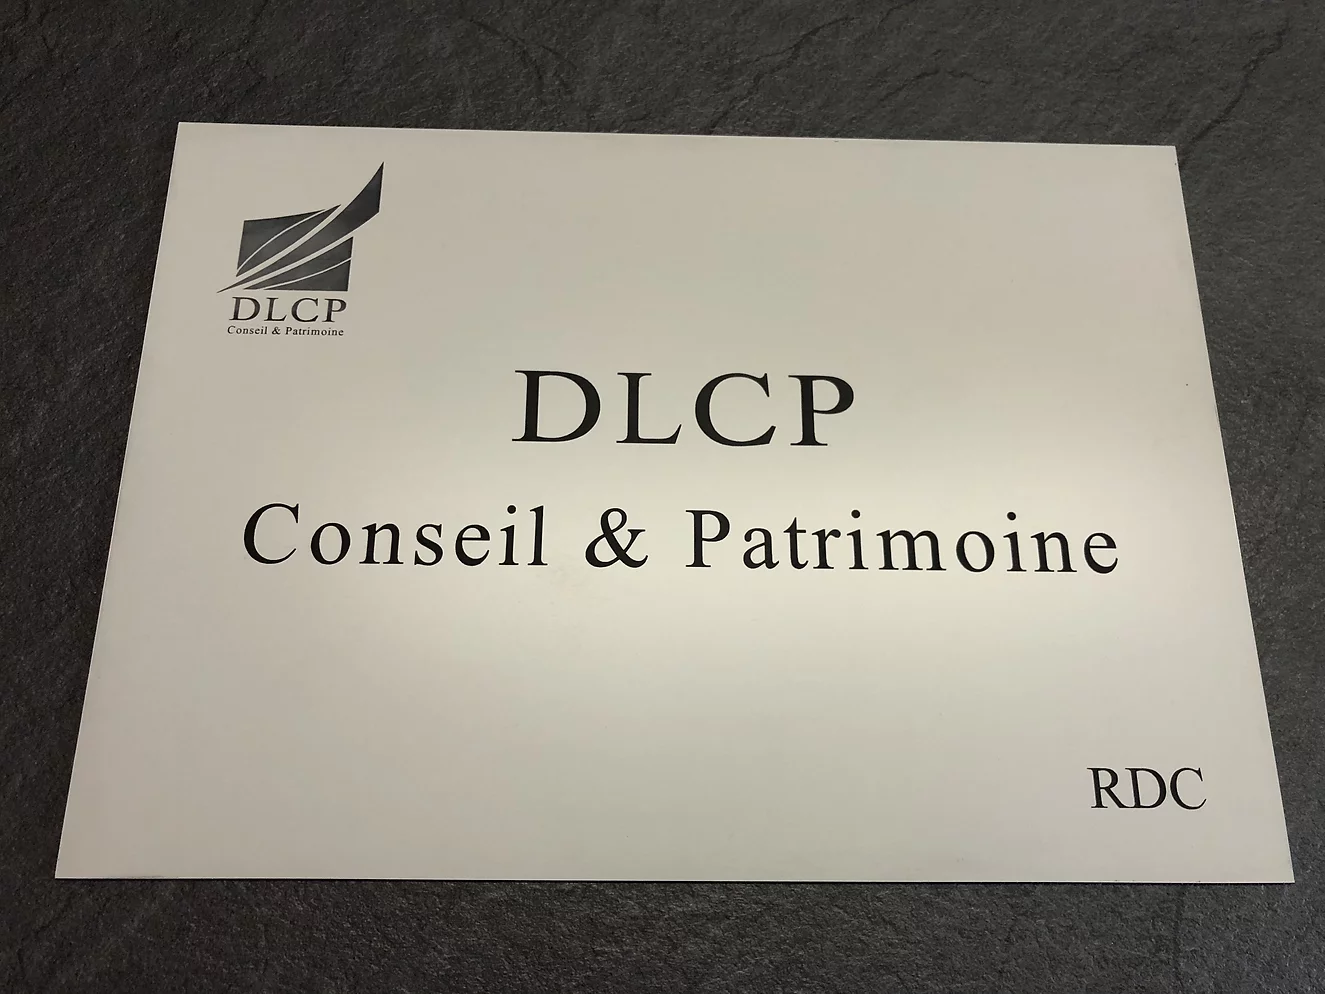 DLCP
Conseil & Patrimoine
DLCP
Conseil & Patrimoine
RDC